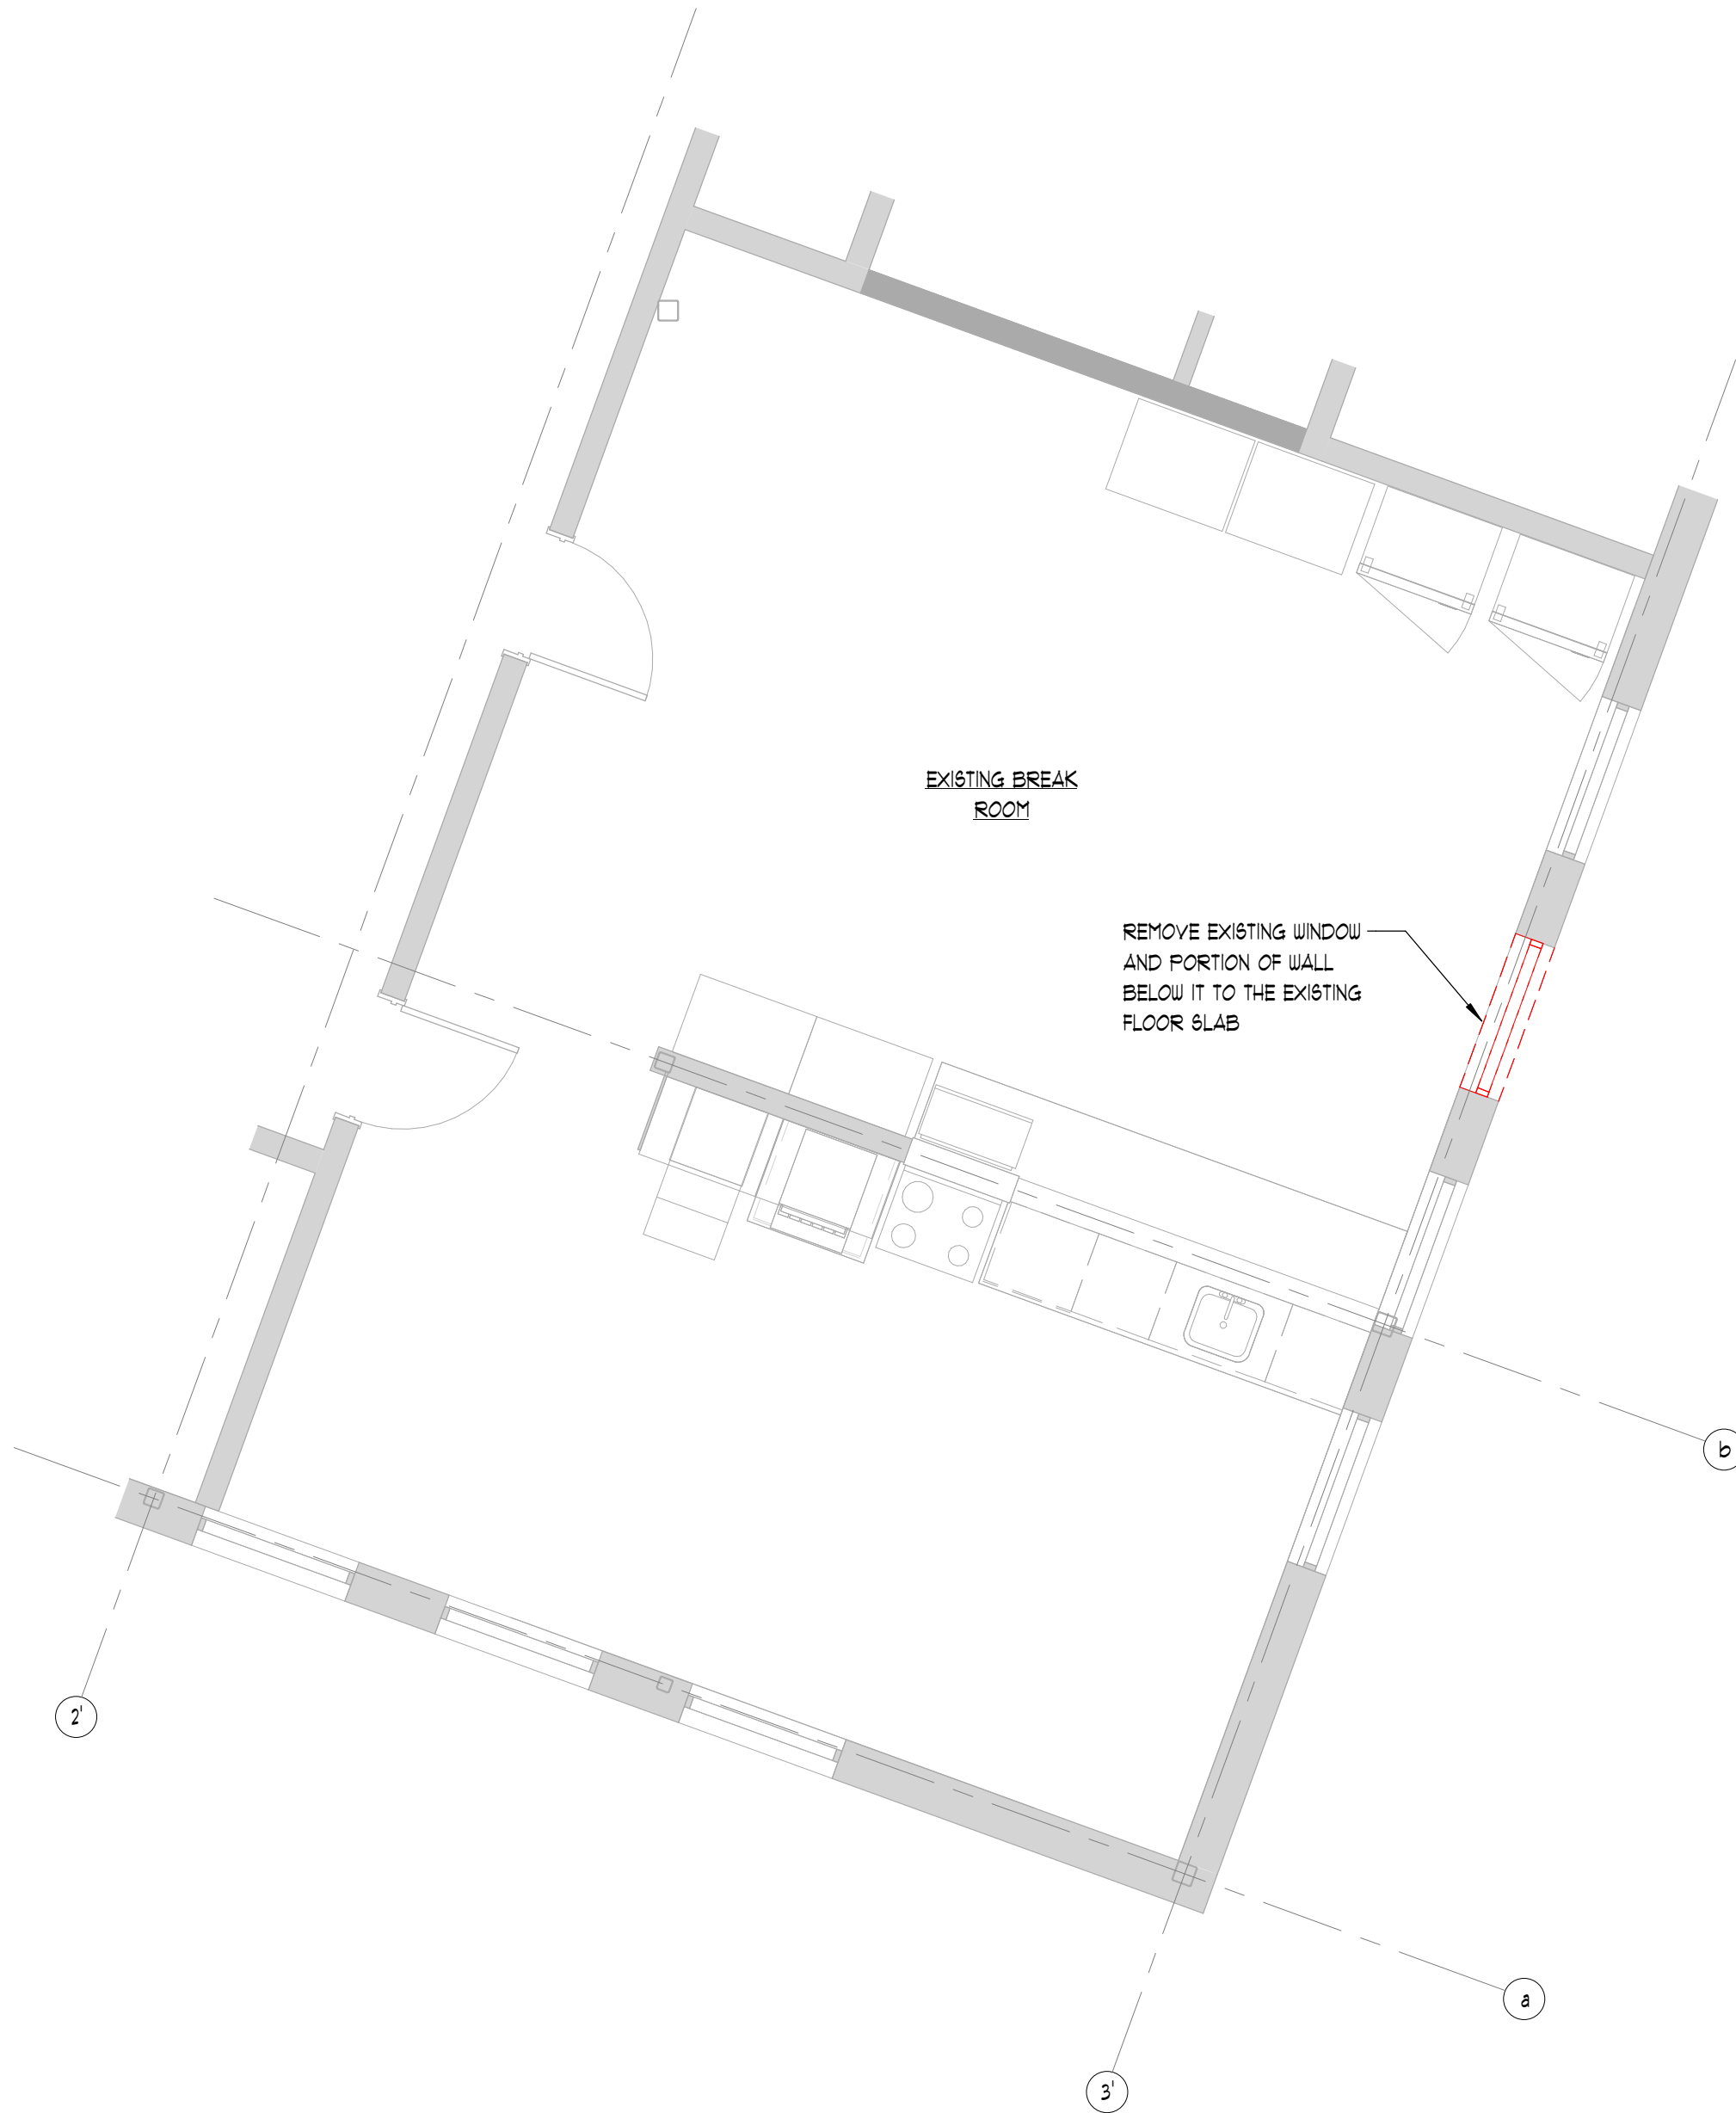 EXISTING BREAK
ROOM
REMOVE EXISTING WINDOW
AND PORTION OF WALL
BELOW IT TO THE EXISTING
FLOOR SLAB
b
2'
a
3'